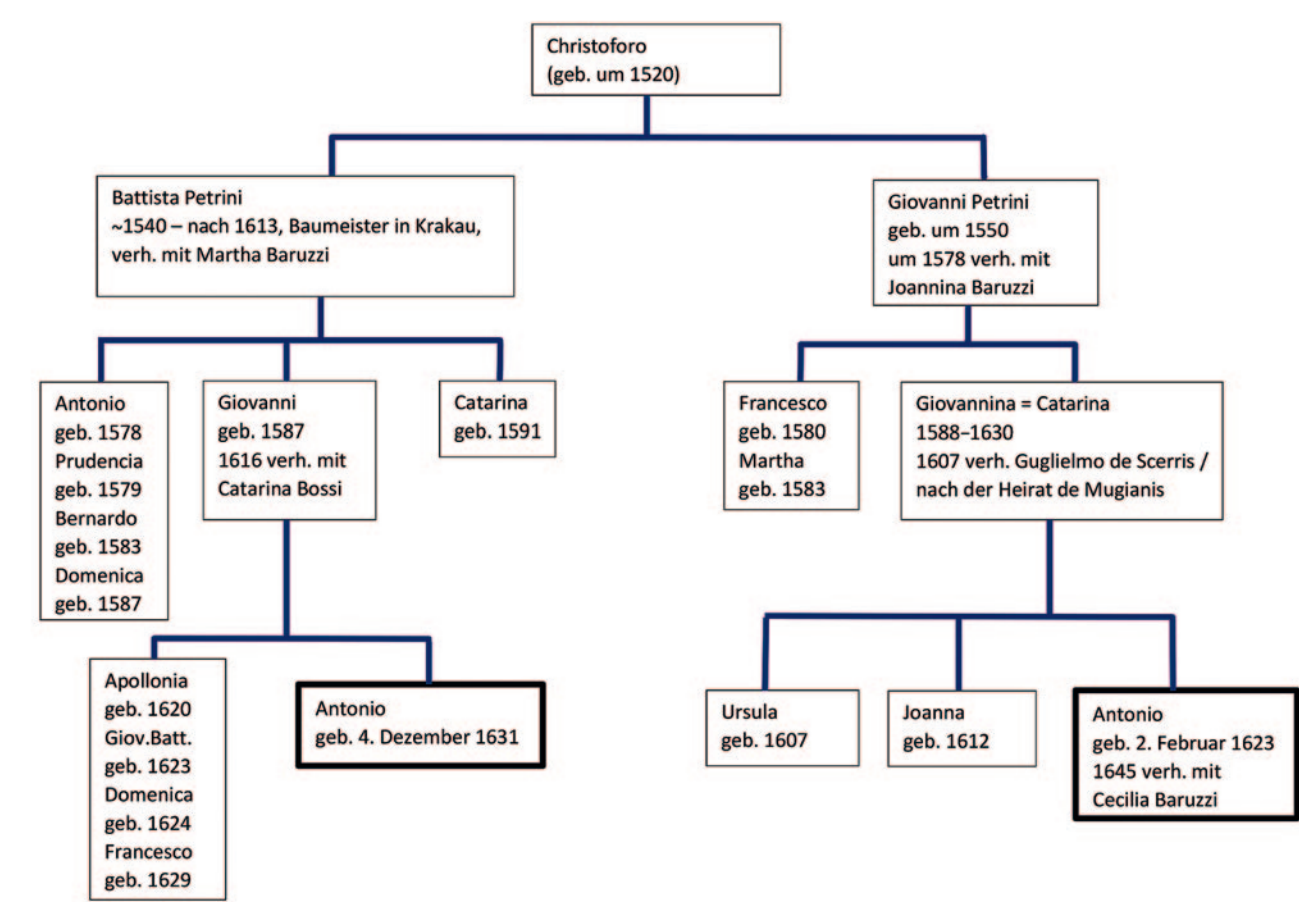 Christoforo
(geb. um 1520)
Battista Petrini
~1540 – nach 1613, Baumeister in Krakau,
verh. mit Martha Baruzzi
Giovanni Petrini
geb. um 1550
um 1578 verh. mit
Joannina Baruzzi
Antonio
geb. 1578
Prudencia
geb. 1579
Bernardo
geb. 1583
Domenica
geb. 1587
Giovanni
geb. 1587
1616 verh. mit
Catarina Bossi
Catarina
geb. 1591
Francesco
geb. 1580
Martha
geb. 1583
Giovannina = Catarina
1588–1630
1607 verh. Guglielmo de Scerris /
nach der Heirat de Mugianis
Apollonia
geb. 1620
Giov.Batt.
geb. 1623
Domenica
geb. 1624
Francesco
geb. 1629
Antonio
geb. 4. Dezember 1631
Ursula
geb. 1607
Joanna
geb. 1612
Antonio
geb. 2. Februar 1623
1645 verh. mit
Cecilia Baruzzi